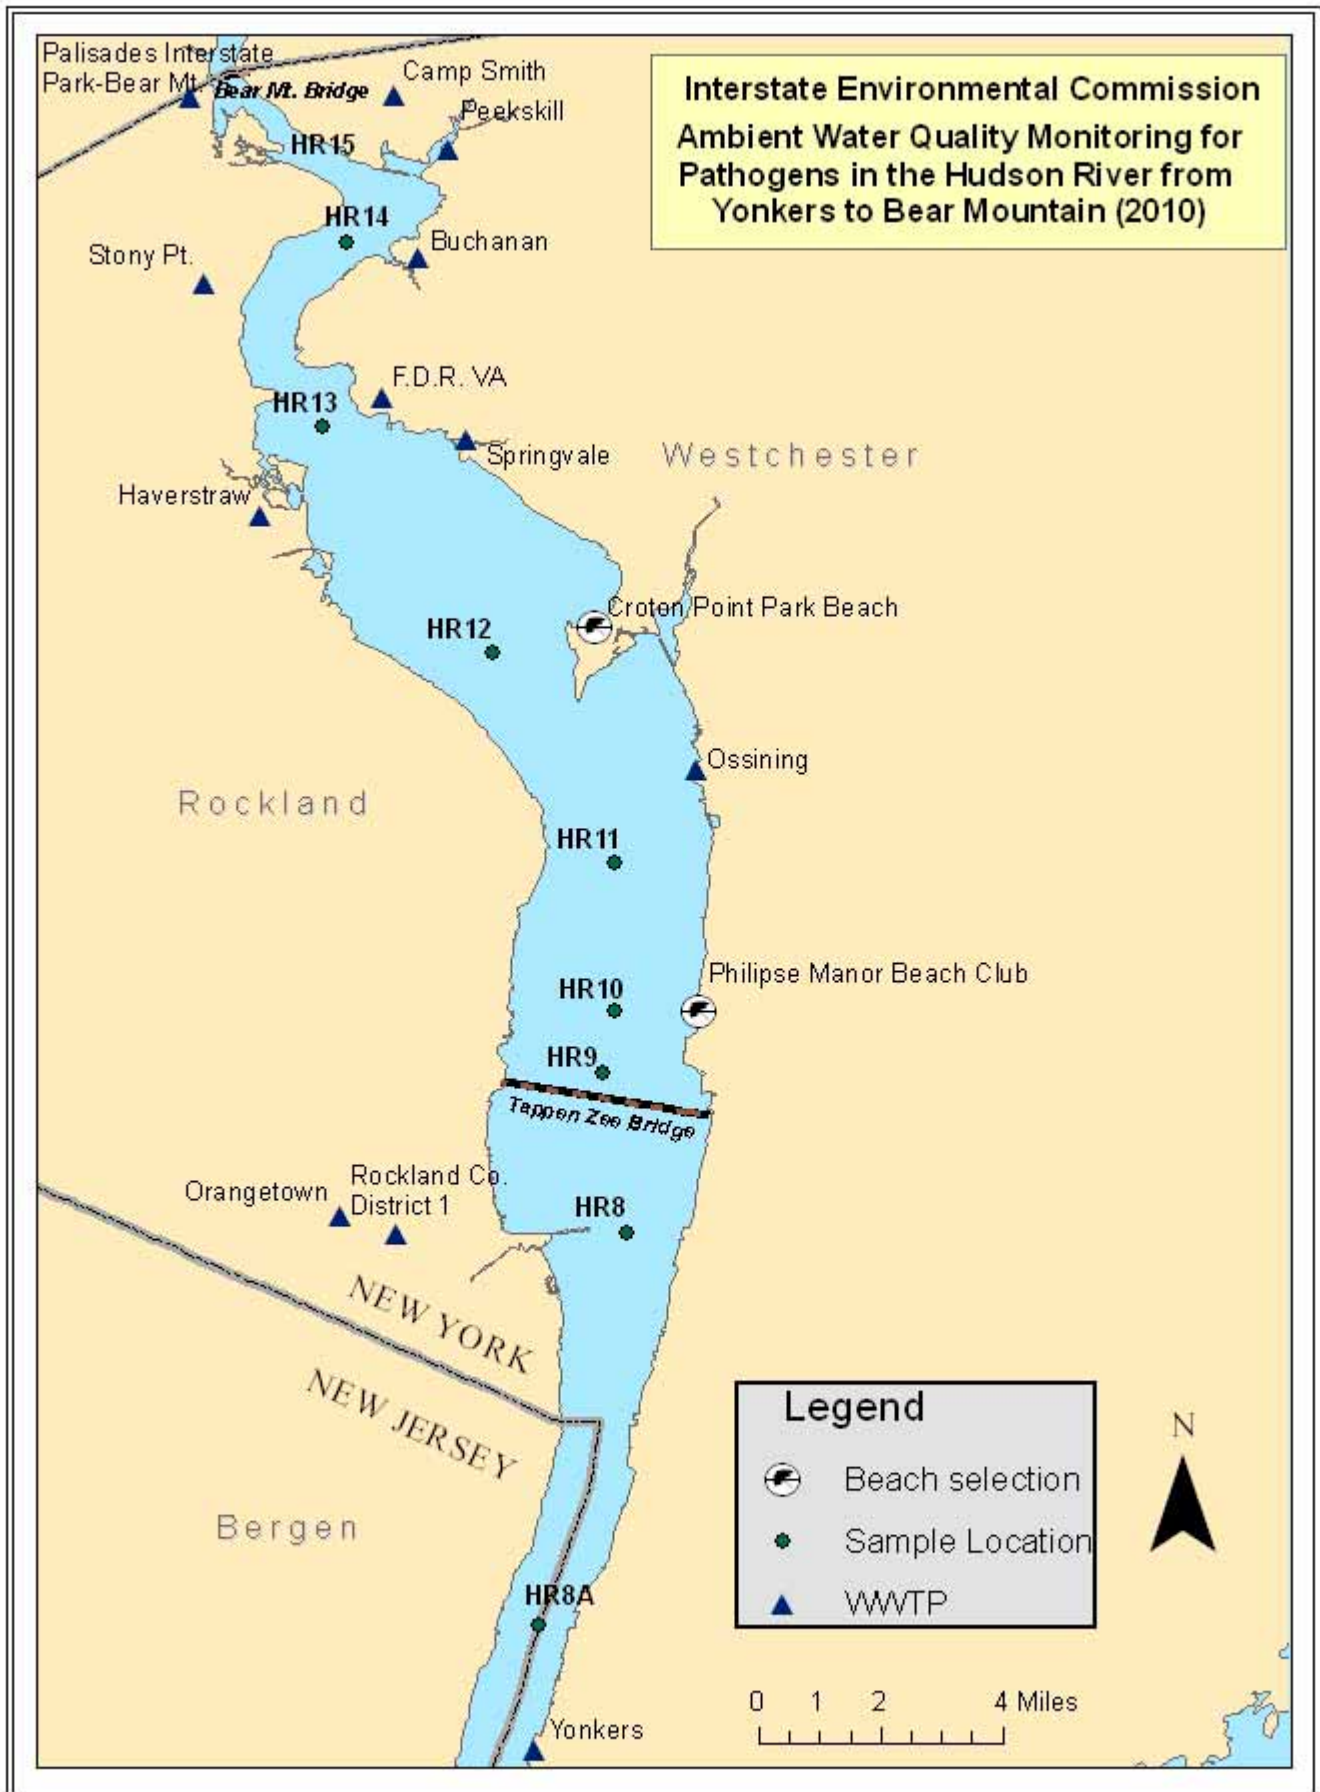 Palisades Interstate
Park-Bear Mt.
Bear Mt. Bridge
Camp Smith
Peekskill
HR15
Interstate Environmental Commission
Ambient Water Quality Monitoring for
Pathogens in the Hudson River from
Yonkers to Bear Mountain (2010)
HR14
Buchanan
Stony Pt.
F.D.R. VA
HR13
Springvale
Westchester
Haverstraw
Croton Point Park Beach
HR12
Ossining
Rockland
HR11
Philipse Manor Beach Club
HR10
HR9
Tappen Zee Bridge
Orangetown
Rockland Co.
District 1
HR8
NEW YORK
NEW JERSEY
Bergen
Legend
Beach selection
Sample Location
WWTP
N
HR8A
0 1 2 4 Miles
Yonkers